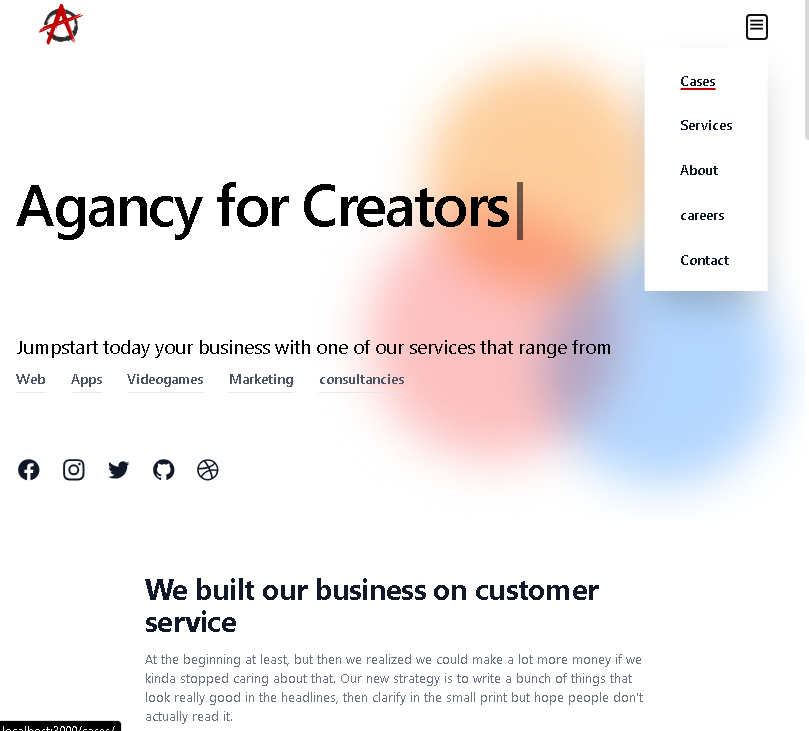 Cases
Services
About
careers
Contact
Agancy for Creators
Jumpstart today your business with one of our services that range from
Web Apps Videogames Marketing consultancies
We built our business on customer
service
At the beginning at least, but then we realized we could make a lot more money if we
kinda stopped caring about that. Our new strategy is to write a bunch of things that
look really good in the headlines, then clarify in the small print but hope people don't
actually read it.
localhost:3000/cases/